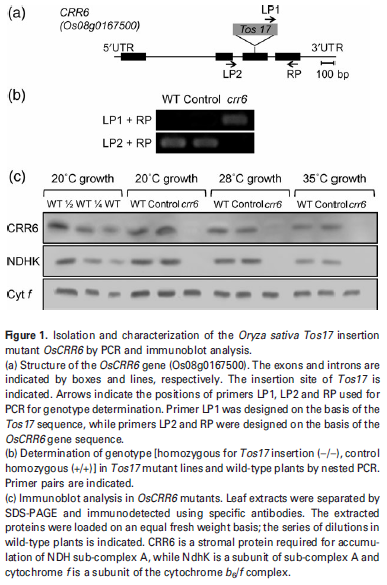 (a)
CRR6
(Os08g0167500)
LP1
Tos 17
5'UTR
3'UTR
LP2
RP
100 bp
(b)
WT Control crr6
LP1 + RP
LP2 + RP
(c)
20°C growth 20°C growth 28°C growth 35°C growth
WT ½ WT ¼ WT WT Control crr6 WT Control crr6 WT Control crr6
CRR6
NDHK
Cyt f
Figure 1. Isolation and characterization of the Oryza sativa Tos17 insertion
mutant OsCRR6 by PCR and immunoblot analysis.
(a) Structure of the OsCRR6 gene (Os08g0167500). The exons and introns are
indicated by boxes and lines, respectively. The insertion site of Tos17 is
indicated. Arrows indicate the positions of primers LP1, LP2 and RP used for
PCR for genotype determination. Primer LP1 was designed on the basis of the
Tos17 sequence, while primers LP2 and RP were designed on the basis of the
OsCRR6 gene sequence.
(b) Determination of genotype [homozygous for Tos17 insertion (−/−), control
homozygous (+/+)] in Tos17 mutant lines and wild-type plants by nested PCR.
Primer pairs are indicated.
(c) Immunoblot analysis in OsCRR6 mutants. Leaf extracts were separated by
SDS-PAGE and immunodetected using specific antibodies. The extracted
proteins were loaded on an equal fresh weight basis; the series of dilutions in
wild-type plants is indicated. CRR6 is a stromal protein required for accumu-
lation of NDH sub-complex A, while NdhK is a subunit of sub-complex A and
cytochrome f is a subunit of the cytochrome b6/f complex.